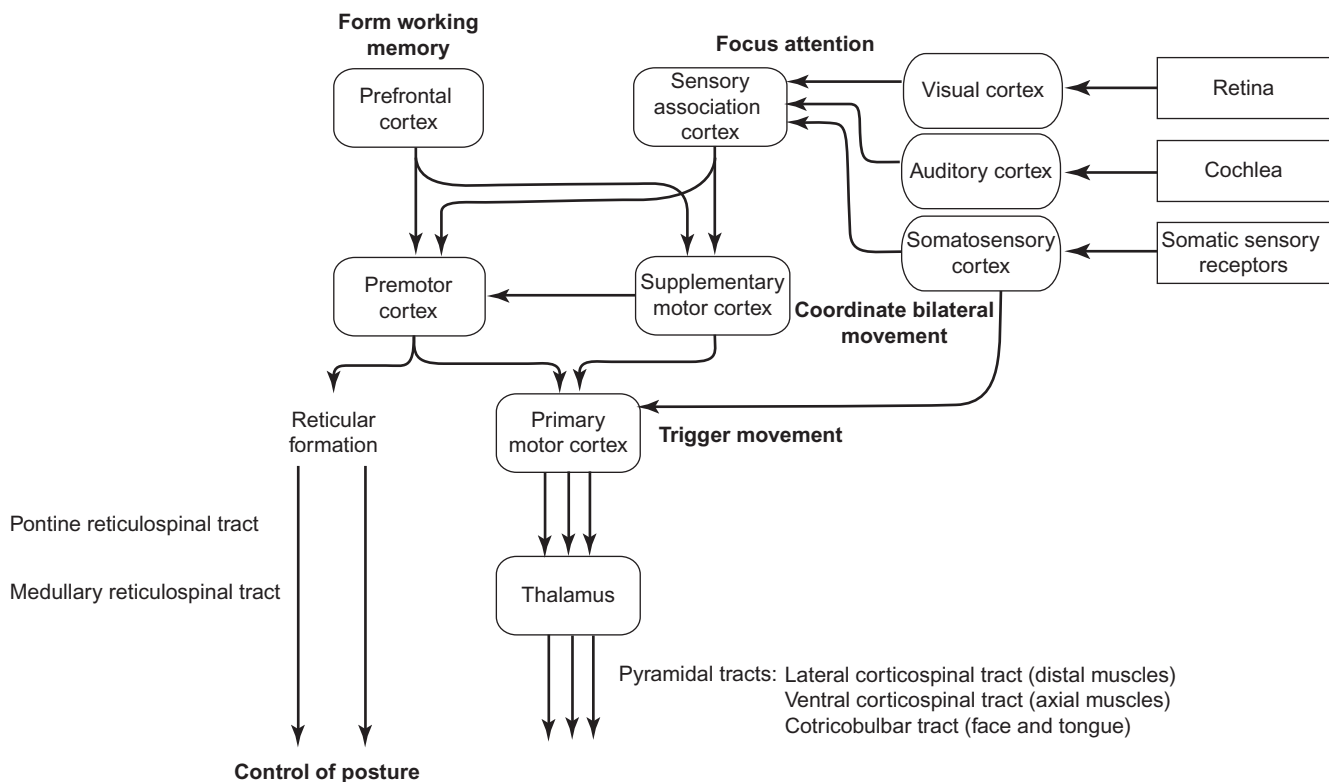 Form working
memory
Focus attention
Prefrontal
cortex
Sensory
association
cortex
Visual cortex
Retina
Auditory cortex
Cochlea
Somatosensory
cortex
Somatic sensory
receptors
Premotor
cortex
Supplementary
motor cortex
Coordinate bilateral
movement
Reticular
formation
Primary
motor cortex
Trigger movement
Pontine reticulospinal tract
Medullary reticulospinal tract
Thalamus
Pyramidal tracts: Lateral corticospinal tract (distal muscles)
Ventral corticospinal tract (axial muscles)
Cotricobulbar tract (face and tongue)
Control of posture